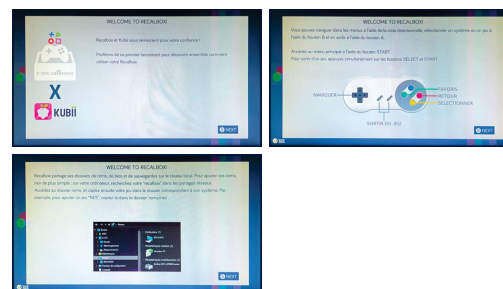 WELCOME TO RECALBOX!
Recalbox et Kubii vous remercient pour votre confiance !
Profitons de ce premier lancement pour découvrir ensemble comment
utiliser votre Recalbox.
recalbox
X
KUBii
NEXT
WELCOME TO RECALBOX!
Vous pouvez naviguer dans les menus à l'aide de la croix directionnelle, sélectionner un système ou un jeu à
l'aide du bouton B et en sortir à l'aide du bouton A.
Accédez au menu principal à l'aide du bouton START.
Pour sortir d'un jeu, appuyez simultanément sur les boutons SELECT et START
NAVIGUER
FAVORIS
RETOUR
SELECTIONNER
SORTIR DU JEU
NEXT
WELCOME TO RECALBOX!
Recalbox partage ses dossiers de roms, de bios et de sauvegardes sur le réseau local. Pour ajouter vos roms,
rien de plus simple : sur votre ordinateur, recherchez votre "recalbox" dans les partages réseaux.
Accédez au dossier roms, et copiez ensuite votre jeu dans le dossier correspondant à son système. Par
exemple, pour ajouter un jeu "NES", copiez-le dans le dossier roms/nes
NEXT